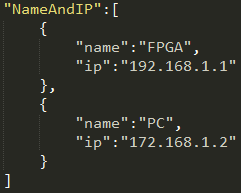 "NameAndIP":[
{
"name":"FPGA",
"ip":"192.168.1.1"
},
{
"name":"PC",
"ip":"172.168.1.2"
}
]